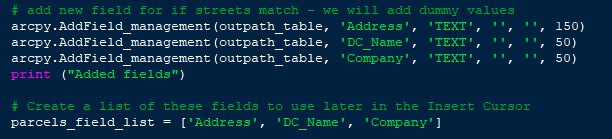 # add new field for if streets match - we will add dummy values
arcpy.AddField_management(outpath_table, 'Address', 'TEXT', '', '', 150)
arcpy.AddField_management(outpath_table, 'DC_Name', 'TEXT', '', '', 50)
arcpy.AddField_management(outpath_table, 'Company', 'TEXT', '', '', 50)
print ("Added fields")
# Create a list of these fields to use later in the Insert Cursor
parcels_field_list = ['Address', 'DC_Name', 'Company']